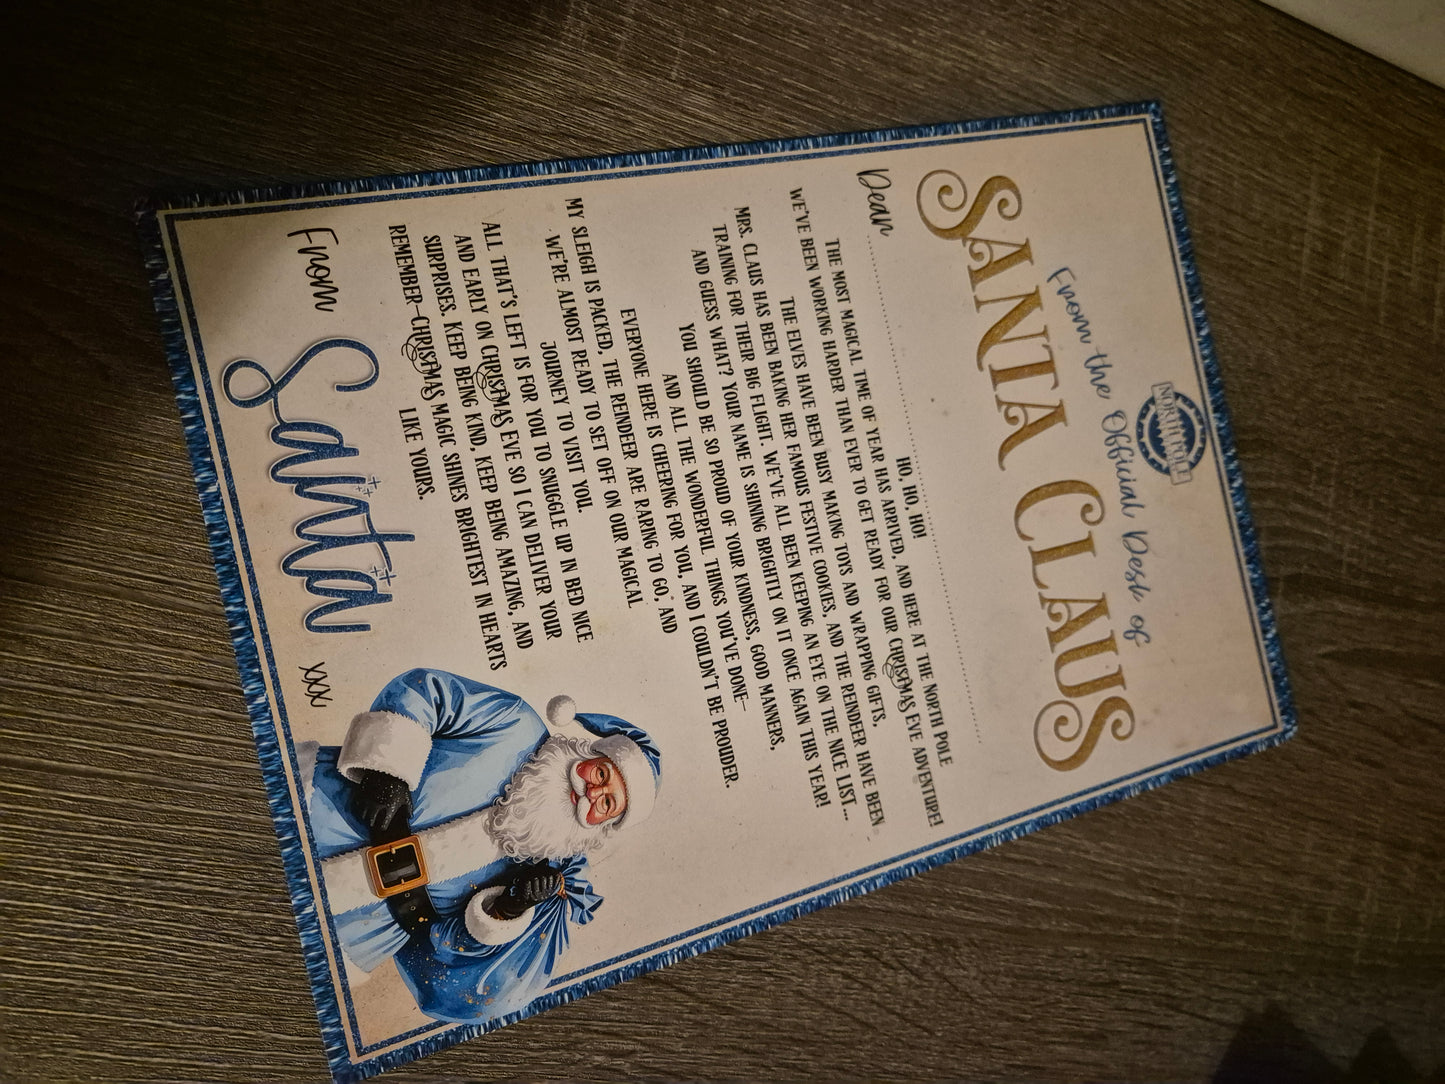 NORTH POLE
From the Official Desk of
SANTA CLAUS
Dear
HO, HO, HO!
THE MOST MAGICAL TIME OF YEAR HAS ARRIVED, AND HERE AT THE NORTH POLE
WE'VE BEEN WORKING HARDER THAN EVER TO GET READY FOR OUR CHRISTMAS EVE ADVENTURE!
THE ELVES HAVE BEEN BUSY MAKING TOYS AND WRAPPING GIFTS,
MRS. CLAUS HAS BEEN BAKING HER FAMOUS FESTIVE COOKIES, AND THE REINDEER HAVE BEEN
TRAINING FOR THEIR BIG FLIGHT. WE'VE ALL BEEN KEEPING AN EYE ON THE NICE LIST...
AND GUESS WHAT? YOUR NAME IS SHINING BRIGHTLY ON IT ONCE AGAIN THIS YEAR!
YOU SHOULD BE SO PROUD OF YOUR KINDNESS, GOOD MANNERS,
AND ALL THE WONDERFUL THINGS YOU'VE DONE—
EVERYONE HERE IS CHEERING FOR YOU, AND I COULDN'T BE PROUDER.
MY SLEIGH IS PACKED, THE REINDEER ARE RARING TO GO, AND
WE'RE ALMOST READY TO SET OFF ON OUR MAGICAL
JOURNEY TO VISIT YOU.
ALL THAT'S LEFT IS FOR YOU TO SNUGGLE UP IN BED NICE
AND EARLY ON CHRISTMAS EVE SO I CAN DELIVER YOUR
SURPRISES. KEEP BEING KIND, KEEP BEING AMAZING, AND
REMEMBER—CHRISTMAS MAGIC SHINES BRIGHTEST IN HEARTS
LIKE YOURS.
From Santa xxx